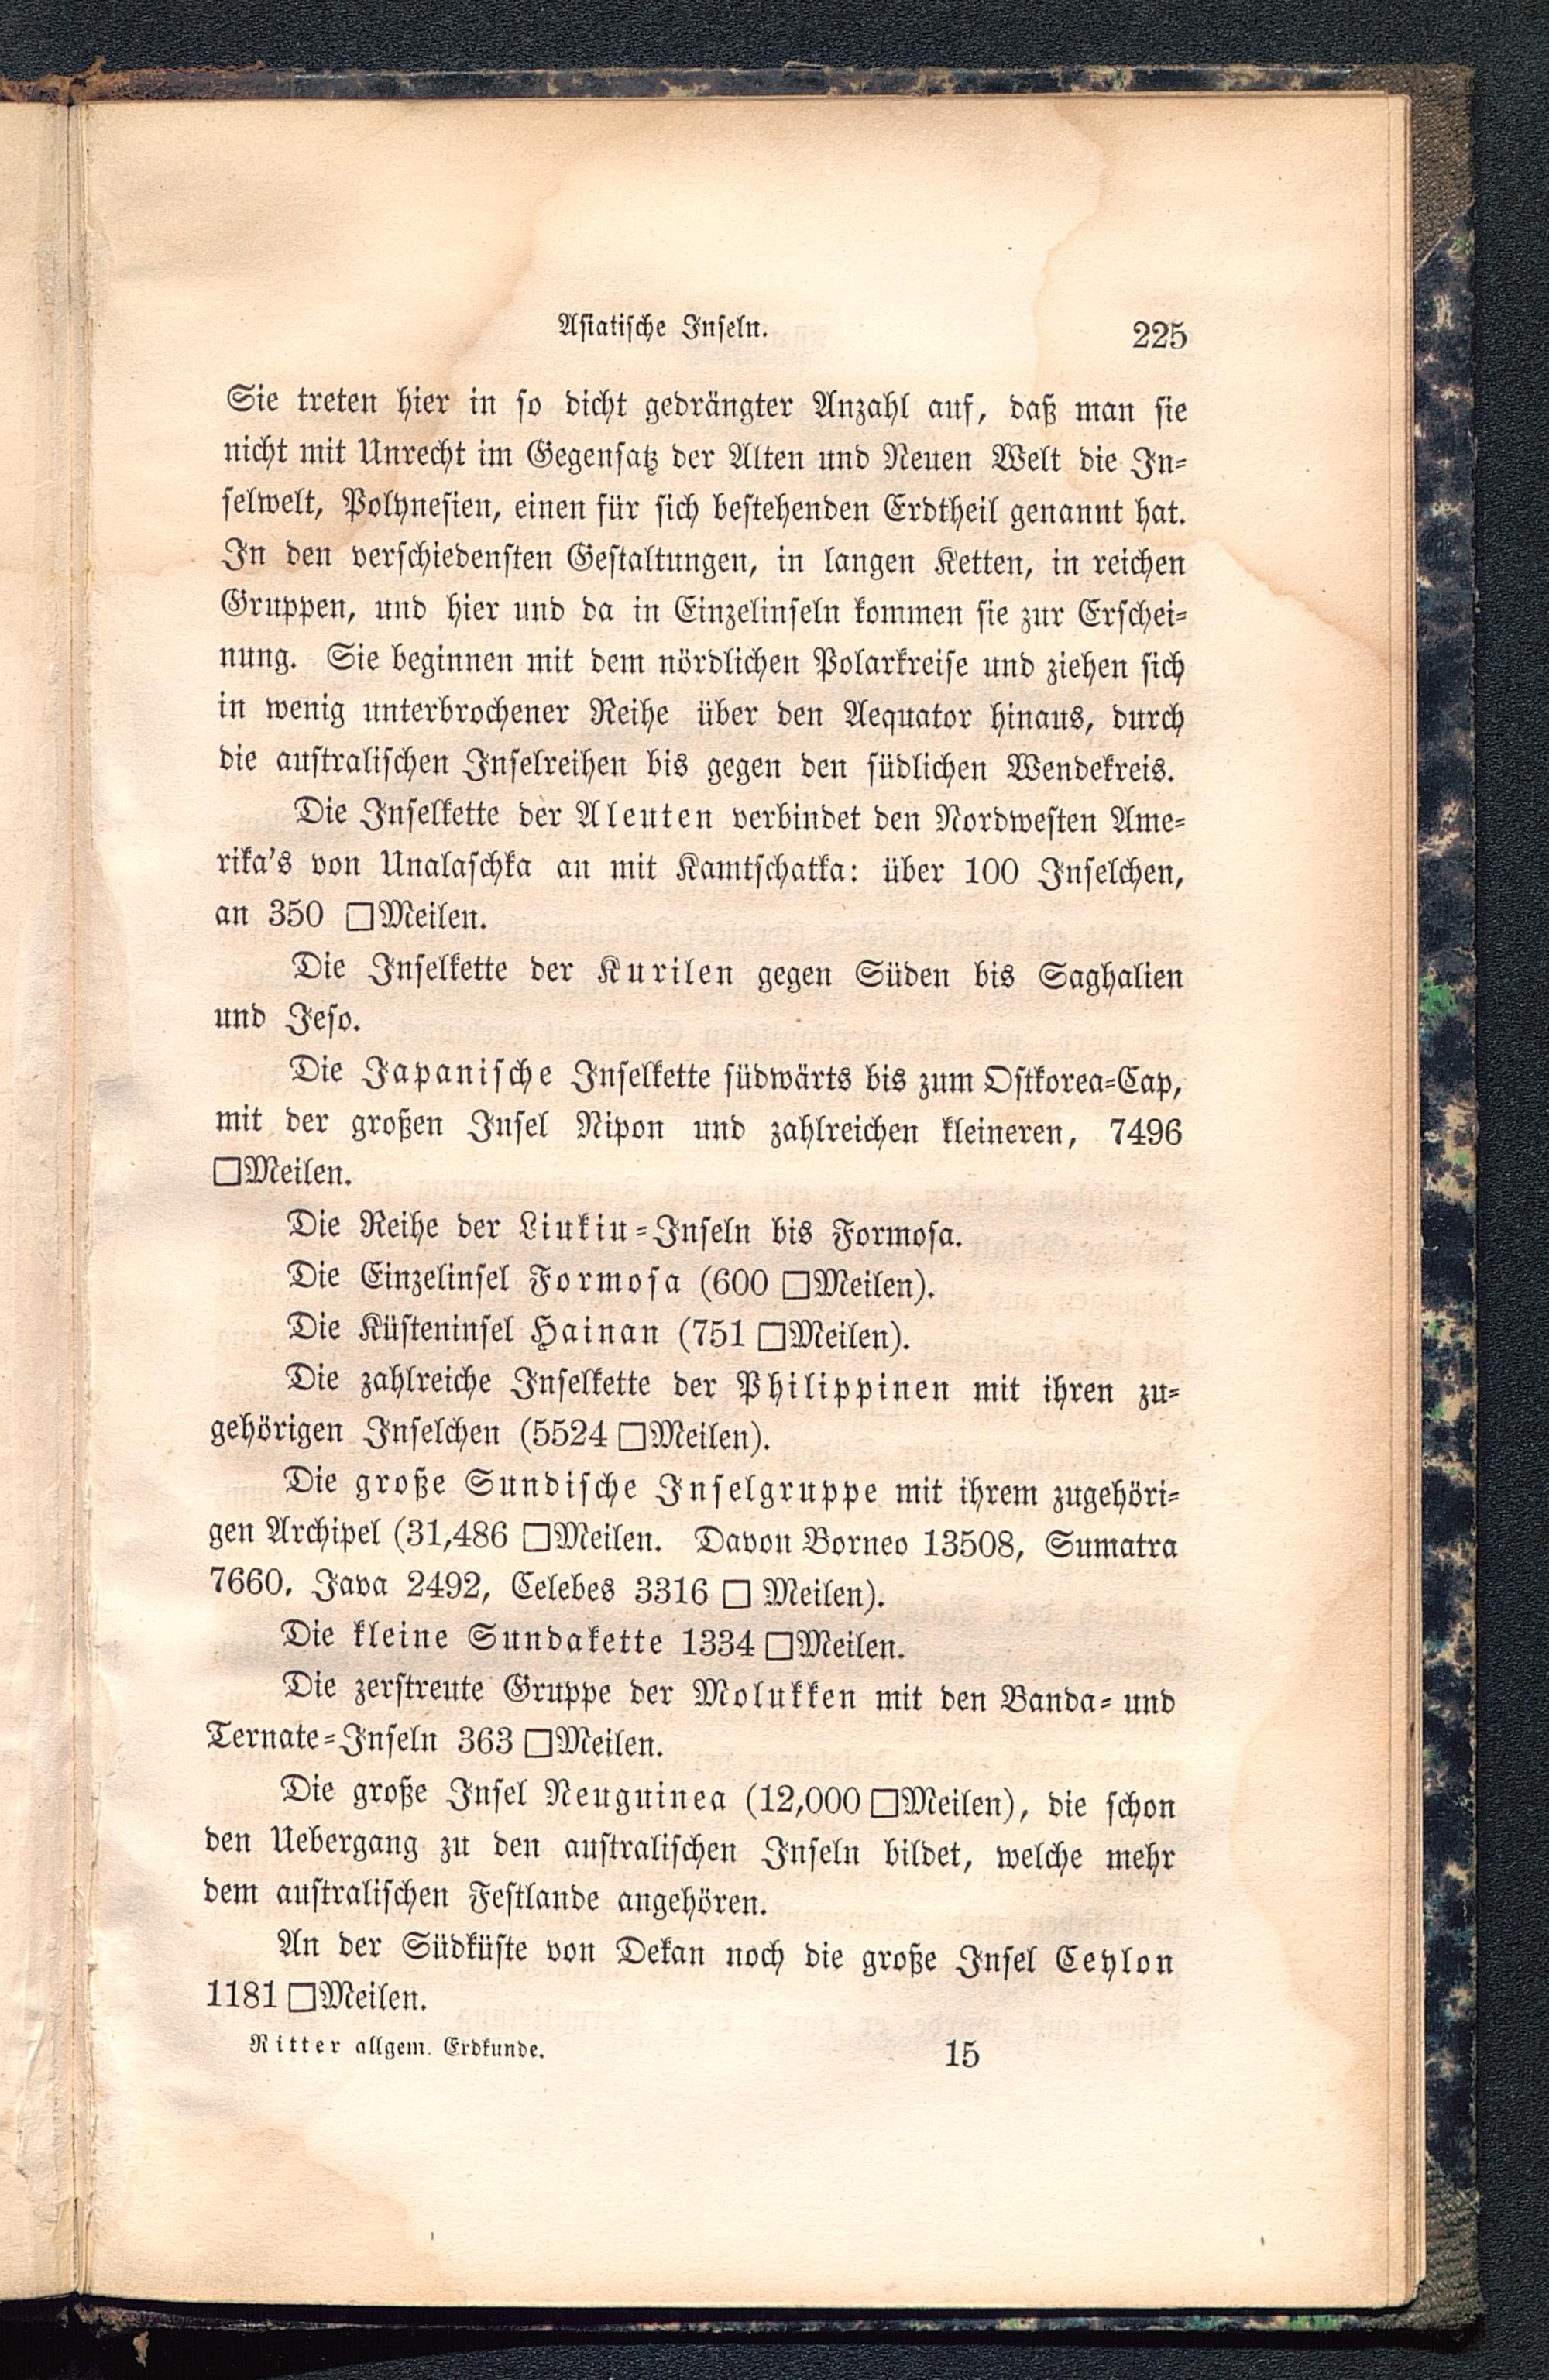 Asiatische Inseln. 225
Sie treten hier in so dicht gedrängter Anzahl auf, daß man sie
nicht mit Unrecht im Gegensatz der Alten und Neuen Welt die In-
selwelt, Polynesien, einen für sich bestehenden Erdtheil genannt hat.
In den verschiedensten Gestaltungen, in langen Ketten, in reichen
Gruppen, und hier und da in Einzelinseln kommen sie zur Erschei-
nung. Sie beginnen mit dem nördlichen Polarkreise und ziehen sich
in wenig unterbrochener Reihe über den Aequator hinaus, durch
die australischen Inselreihen bis gegen den südlichen Wendekreis.
Die Inselkette der Aleuten verbindet den Nordwesten Ame-
rika's von Unalaschka an mit Kamtschatka: über 100 Inselchen,
an 350 □Meilen.
Die Inselkette der Kurilen gegen Süden bis Saghalien
und Jeso.
Die Japanische Inselkette südwärts bis zum Ostkorea-Cap,
mit der großen Insel Nipon und zahlreichen kleineren, 7496
□Meilen.
Die Reihe der Liukiu-Inseln bis Formosa.
Die Einzelinsel Formosa (600 □Meilen).
Die Küsteninsel Hainan (751 □Meilen).
Die zahlreiche Inselkette der Philippinen mit ihren zu-
gehörigen Inselchen (5524 □Meilen).
Die große Sundische Inselgruppe mit ihrem zugehöri-
gen Archipel (31,486 □Meilen. Davon Borneo 13508, Sumatra
7660, Java 2492, Celebes 3316 □ Meilen).
Die kleine Sundakette 1334 □Meilen.
Die zerstreute Gruppe der Molukken mit den Banda- und
Ternate-Inseln 363 □Meilen.
Die große Insel Neuguinea (12,000 □Meilen), die schon
den Uebergang zu den australischen Inseln bildet, welche mehr
dem australischen Festlande angehören.
An der Südküste von Dekan noch die große Insel Ceylon
1181 □Meilen.
Ritter allgem. Erdkunde. 15